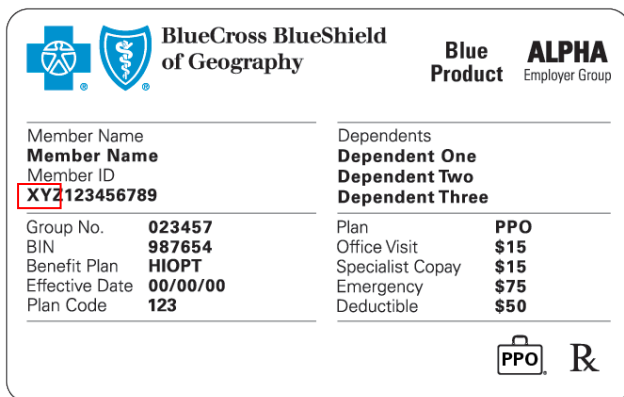 BlueCross BlueShield
of Geography
Blue
Product
ALPHA
Employer Group
Member Name
Member Name
Member ID
XYZ123456789
Dependents
Dependent One
Dependent Two
Dependent Three
Group No. 023457
BIN 987654
Benefit Plan HIOPT
Effective Date 00/00/00
Plan Code 123
Plan PPO
Office Visit $15
Specialist Copay $15
Emergency $75
Deductible $50
PPO
Rx